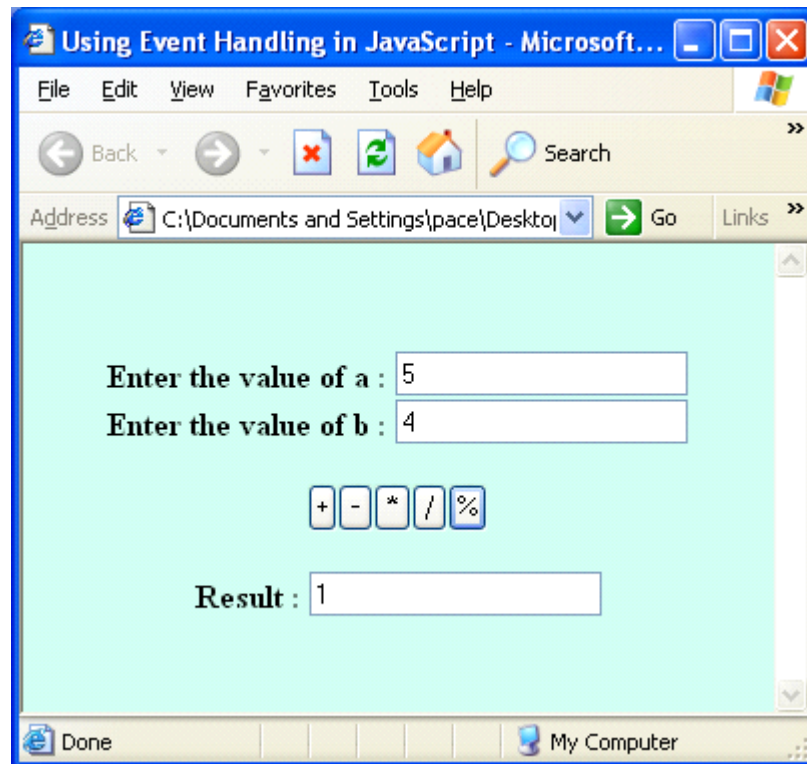 Using Event Handling in JavaScript - Microsoft...
File Edit View Favorites Tools Help
Back Search »
Address C:\Documents and Settings\pace\Desktop Go Links »
Enter the value of a : 5
Enter the value of b : 4
+ - * / %
Result : 1
Done My Computer